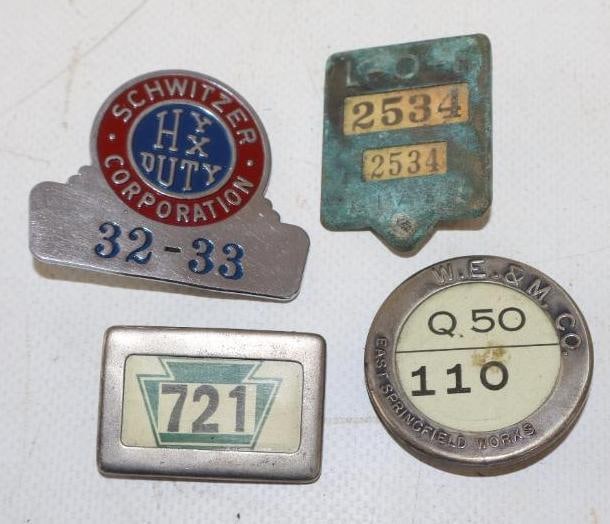 SCHWITZER
HY
X
DUTY
CORPORATION
32-33
L-O-F
2534
2534
721
W.E. & M. CO.
Q.50
110
EAST SPRINGFIELD WORKS